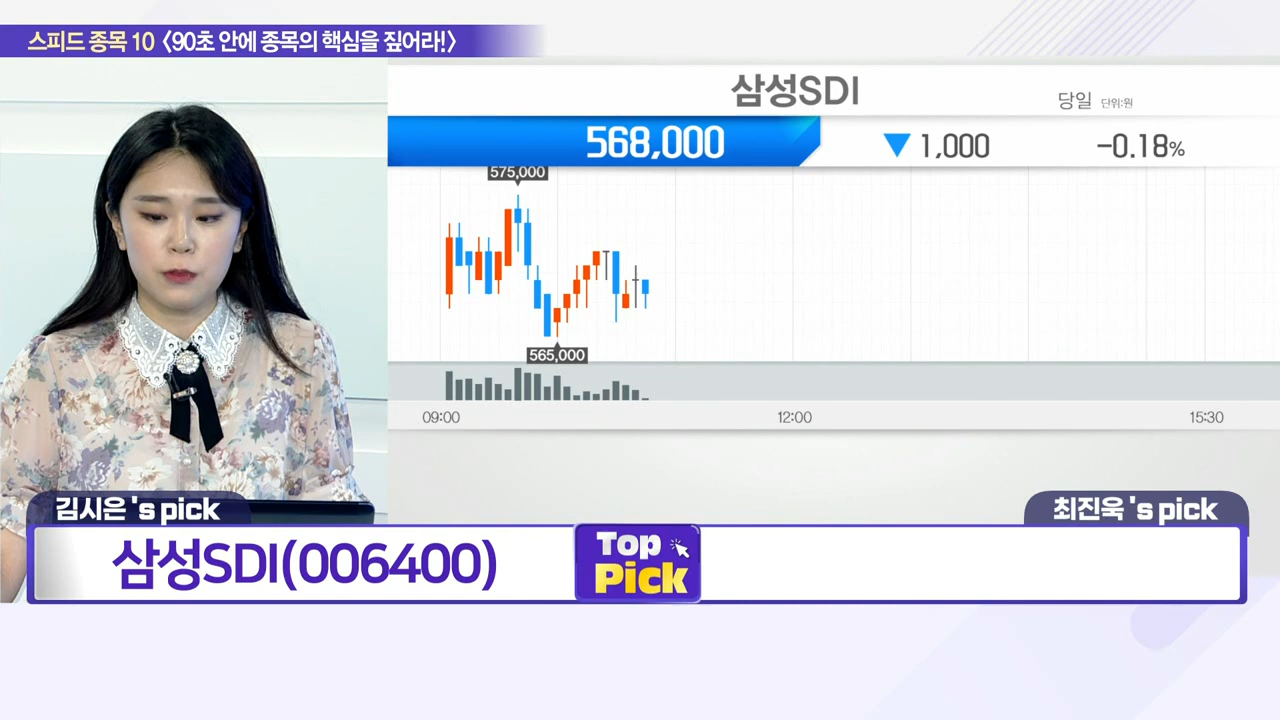 스피드 종목 10 〈90초 안에 종목의 핵심을 짚어라!〉
삼성SDI
당일 단위:원
568,000 ▼ 1,000 -0.18%
575,000
565,000
09:00 12:00 15:30
김시은 's pick
최진욱 's pick
삼성SDI(006400)
Top
Pick